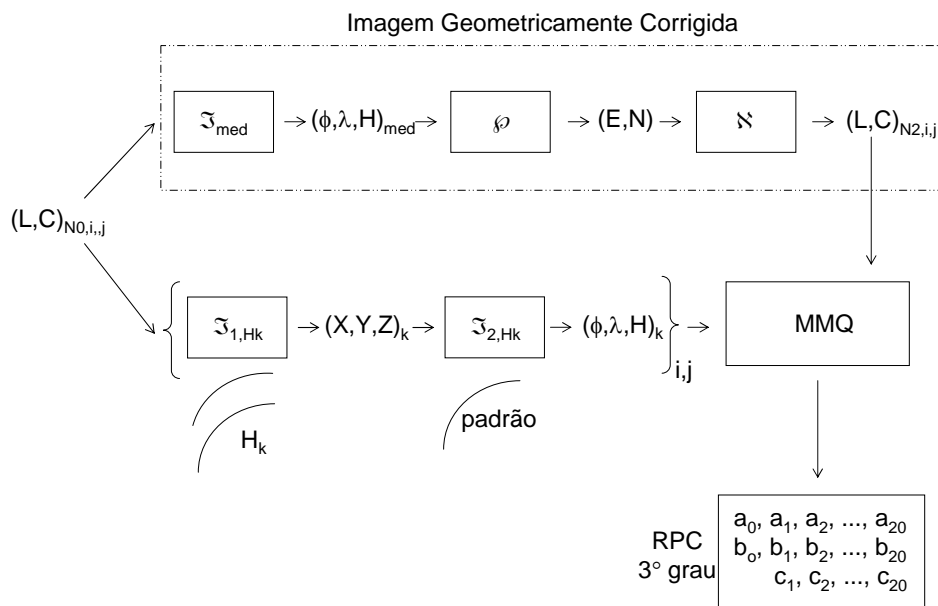 Imagem Geometricamente Corrigida
ℑmed (ϕ,λ,H)med ℘ (E,N) ℵ (L,C)N2,i,j
(L,C)N0,i,,j
ℑ1,Hk (X,Y,Z)k ℑ2,Hk (ϕ,λ,H)k i,j MMQ
Hk
padrão
RPC
3° grau
a0, a1, a2, ..., a20
bo, b1, b2, ..., b20
c1, c2, ..., c20